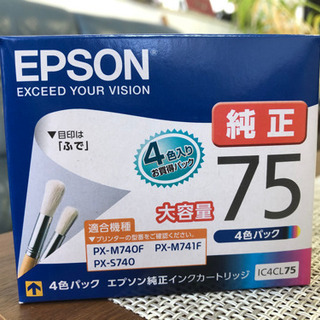 EPSON
EXCEED YOUR VISION
純正
▼目印は
「ふで」
4色入り
お買得パック
大容量
75
4色パック
適合機種
▼プリンターの型番をご確認ください。
PX-M740F PX-M741F
PX-S740
4色パック エプソン純正インクカートリッジ IC4CL75